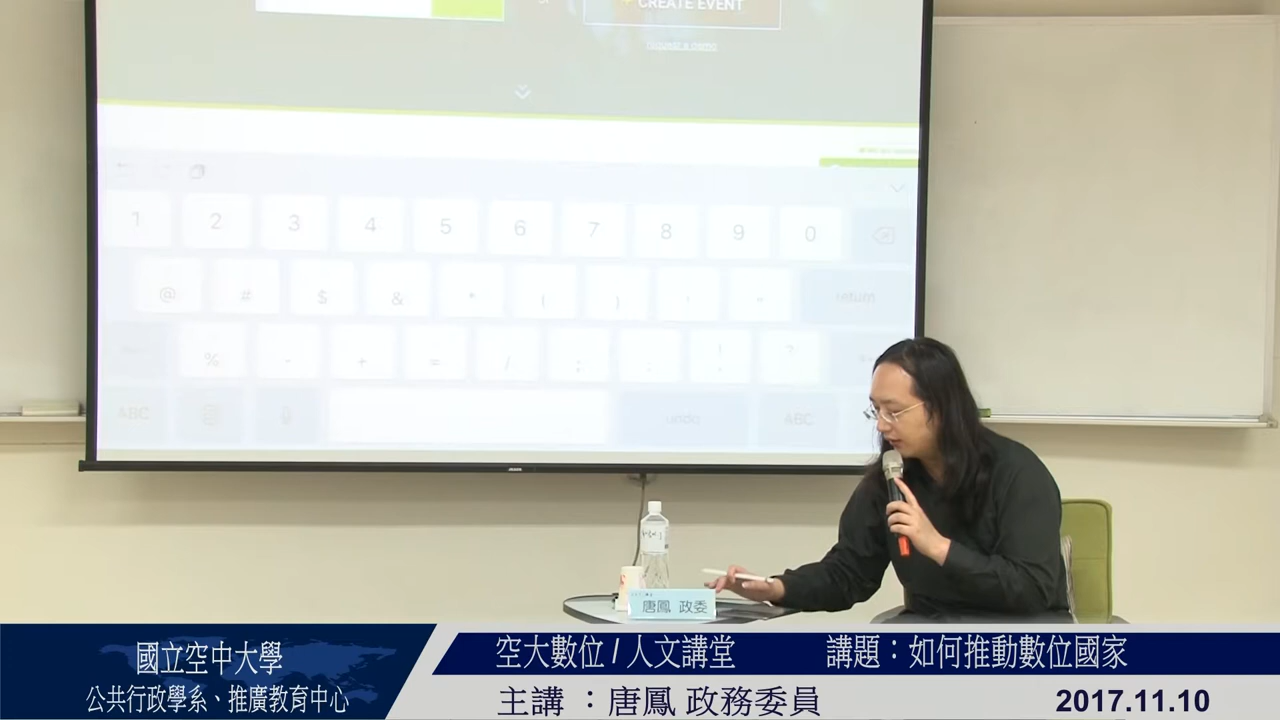 CREATE EVENT
request a demo
1 2 3 4 5 6 7 8 9 0
@ # $ & * ( ) ' "
return
% - + = / ; : ! ?
ABC
undo
ABC
唐鳳 政委
國立空中大學
公共行政學系、推廣教育中心
空大數位 / 人文講堂
講題：如何推動數位國家
主講 ：唐鳳 政務委員
2017.11.10